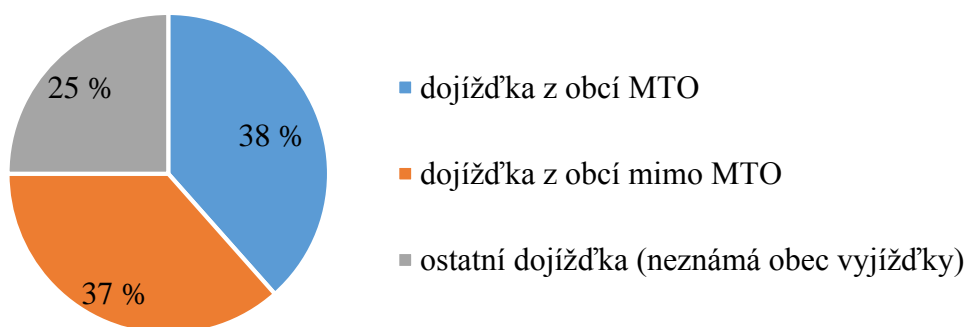 25 %
38 %
37 %
dojížďka z obcí MTO
dojížďka z obcí mimo MTO
ostatní dojížďka (neznámá obec vyjížďky)